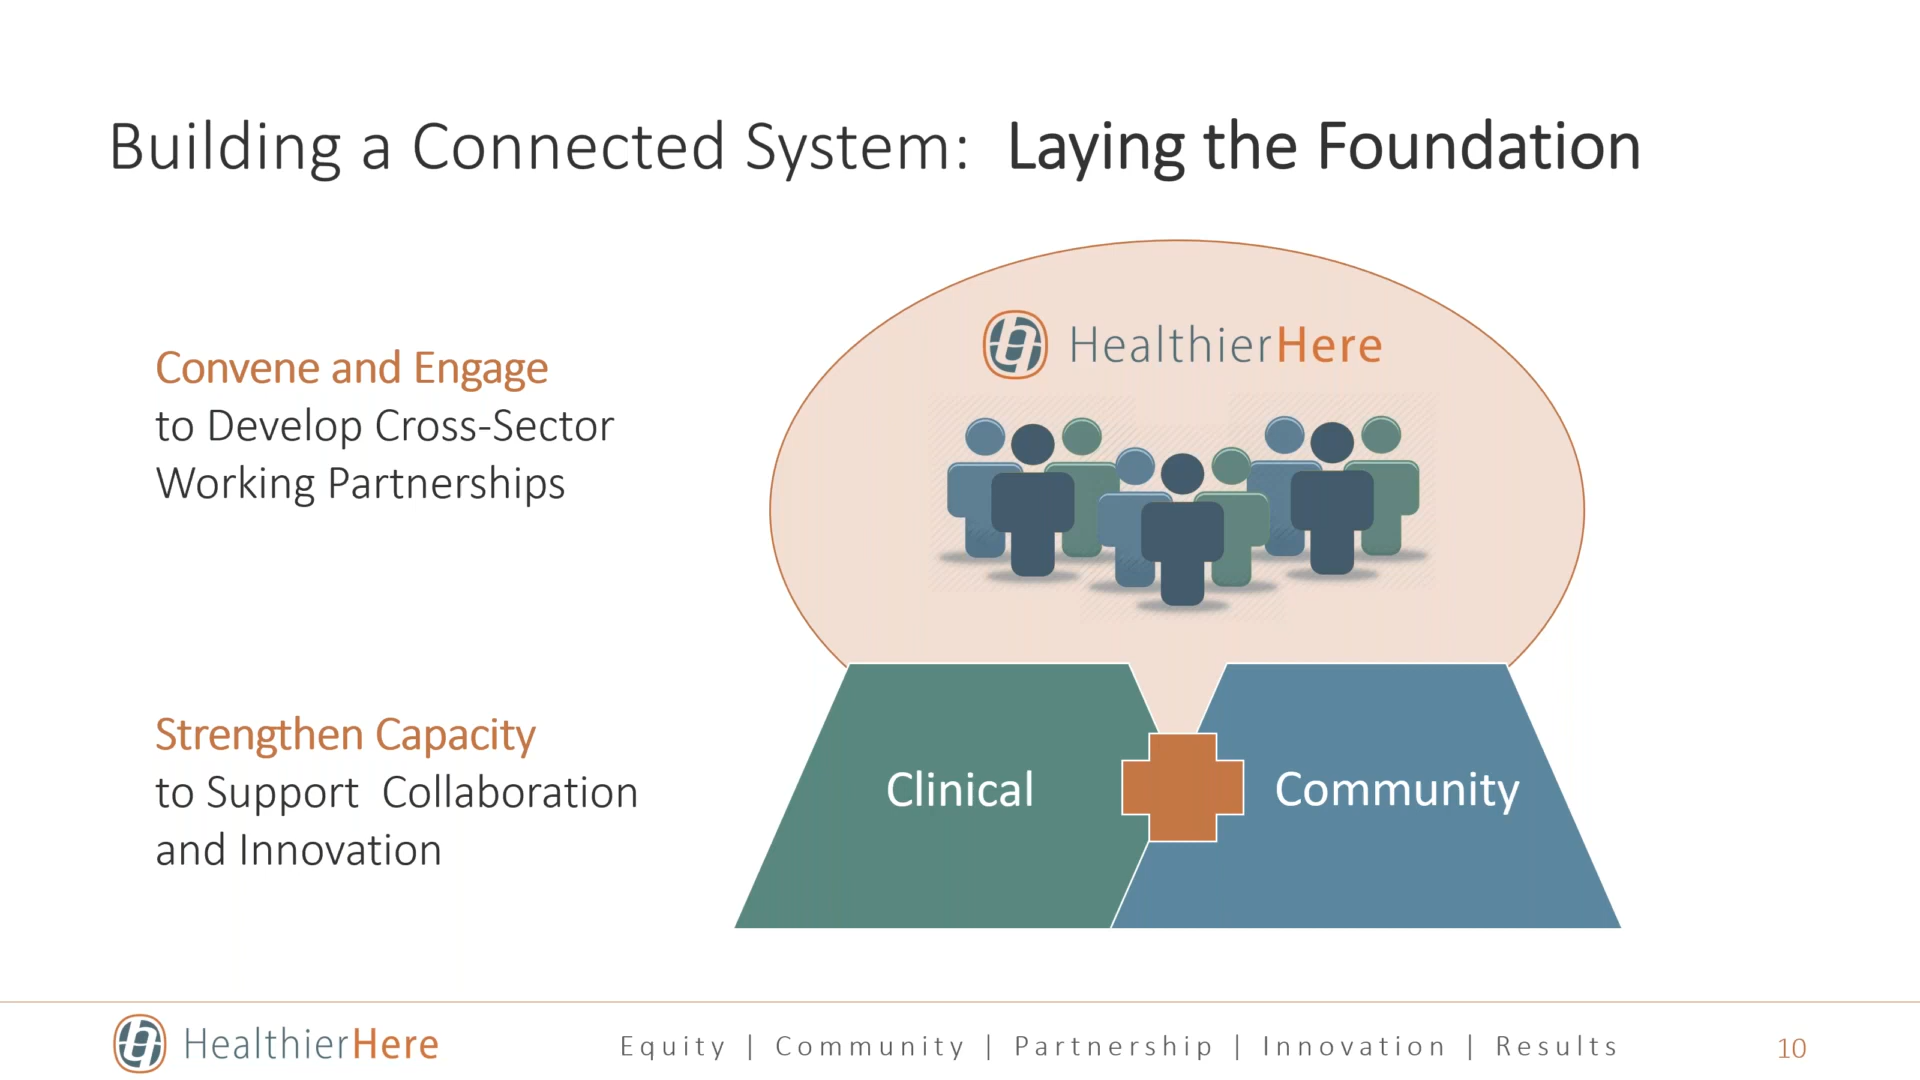 Building a Connected System:  Laying the Foundation
Convene and Engage
to Develop Cross-Sector
Working Partnerships
HealthierHere
Strengthen Capacity
to Support  Collaboration
and Innovation
Clinical
Community
HealthierHere
Equity | Community | Partnership | Innovation | Results
10